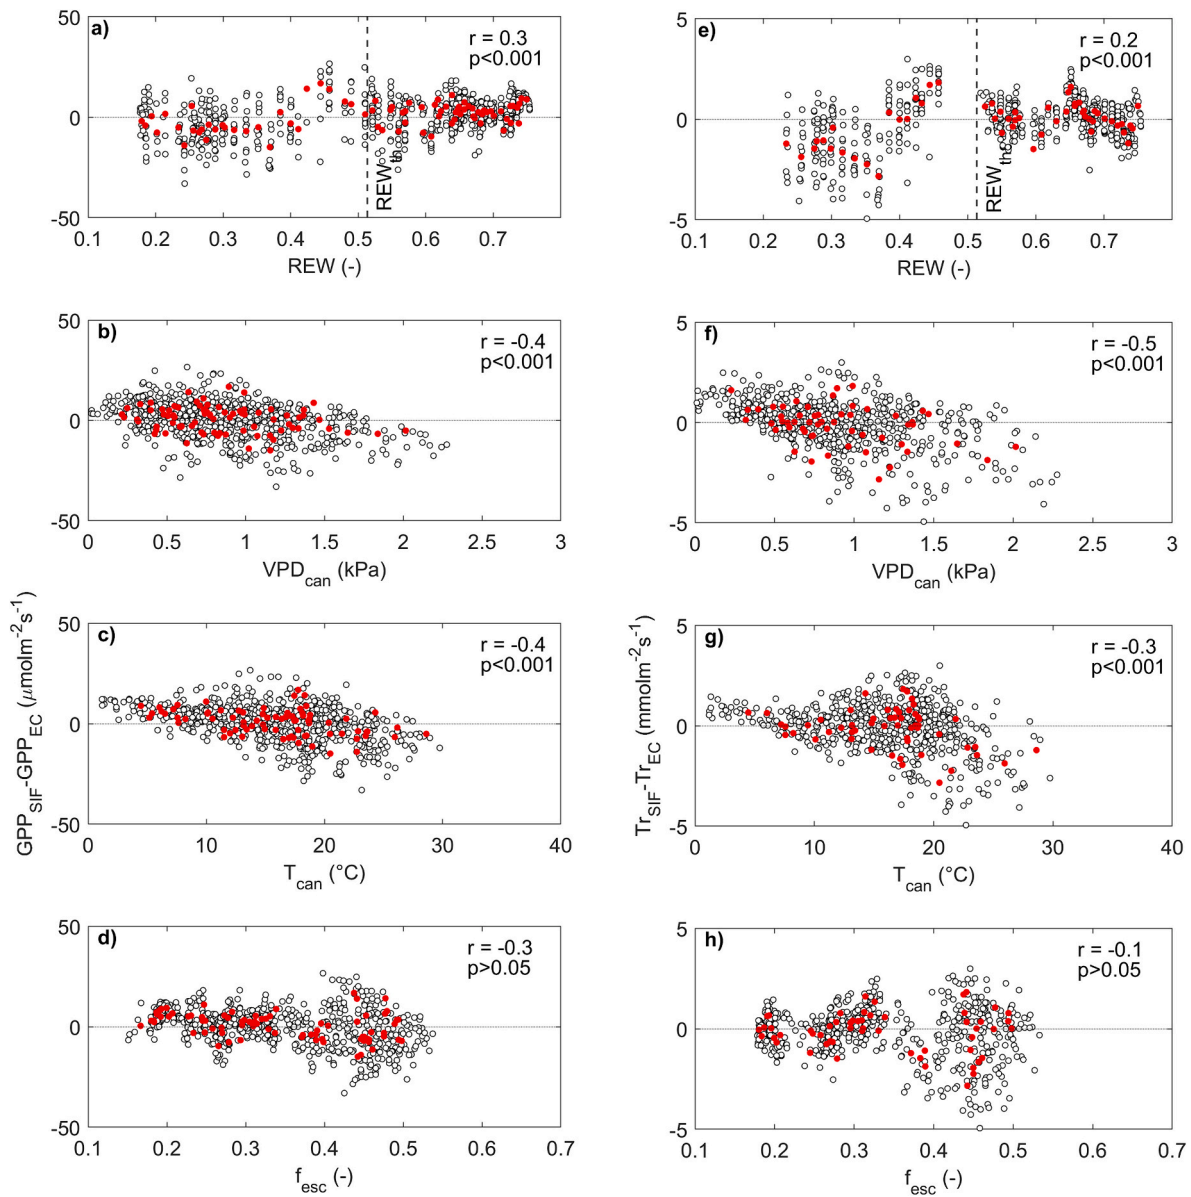 a)
r = 0.3
p<0.001
REWth
50
0
-50
0.1 0.2 0.3 0.4 0.5 0.6 0.7
REW (-)
e)
r = 0.2
p<0.001
REWthc
5
0
-5
0.1 0.2 0.3 0.4 0.5 0.6 0.7
REW (-)
b)
r = -0.4
p<0.001
50
0
-50
0 0.5 1 1.5 2 2.5 3
VPDcan (kPa)
f)
r = -0.5
p<0.001
5
0
-5
0 0.5 1 1.5 2 2.5 3
VPDcan (kPa)
GPPSIF-GPPEC (μmolm-2s-1)
c)
r = -0.4
p<0.001
50
0
-50
0 10 20 30 40
Tcan (°C)
TrSIF-TrEC (mmolm-2s-1)
g)
r = -0.3
p<0.001
5
0
-5
0 10 20 30 40
Tcan (°C)
d)
r = -0.3
p>0.05
50
0
-50
0.1 0.2 0.3 0.4 0.5 0.6 0.7
fesc (-)
h)
r = -0.1
p>0.05
5
0
-5
0.1 0.2 0.3 0.4 0.5 0.6 0.7
fesc (-)